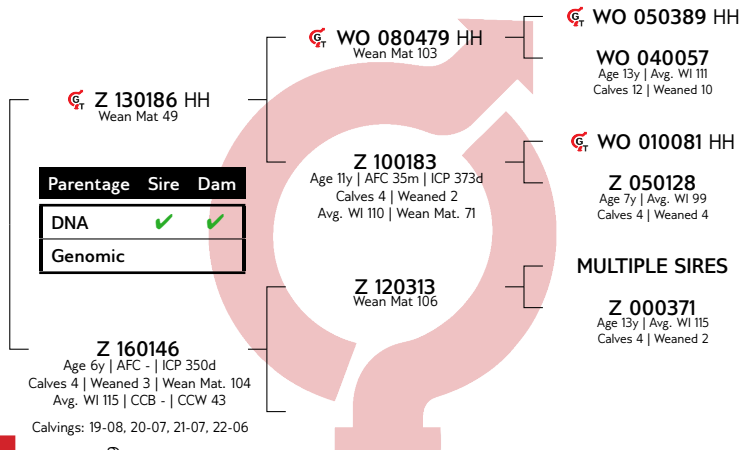 GT WO 050389 HH
GT WO 080479 HH
Wean Mat 103
WO 040057
Age 13y | Avg. WI 111
Calves 12 | Weaned 10
GT Z 130186 HH
Wean Mat 49
GT WO 010081 HH
Z 100183
Age 11y | AFC 35m | ICP 373d
Calves 4 | Weaned 2
Avg. WI 110 | Wean Mat. 71
Z 050128
Age 7y | Avg. WI 99
Calves 4 | Weaned 4
Parentage Sire Dam
DNA ✔ ✔
Genomic
MULTIPLE SIRES
Z 120313
Wean Mat 106
Z 000371
Age 13y | Avg. WI 115
Calves 4 | Weaned 2
Z 160146
Age 6y | AFC - | ICP 350d
Calves 4 | Weaned 3 | Wean Mat. 104
Avg. WI 115 | CCB - | CCW 43
Calvings: 19-08, 20-07, 21-07, 22-06